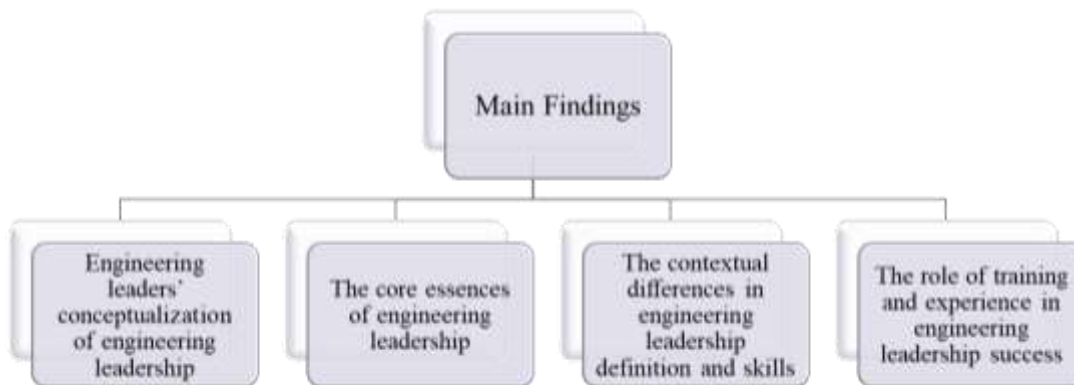 Main Findings
Engineering
leaders’
conceptualization
of engineering
leadership
The core essences
of engineering
leadership
The contextual
differences in
engineering
leadership
definition and skills
The role of training
and experience in
engineering
leadership success